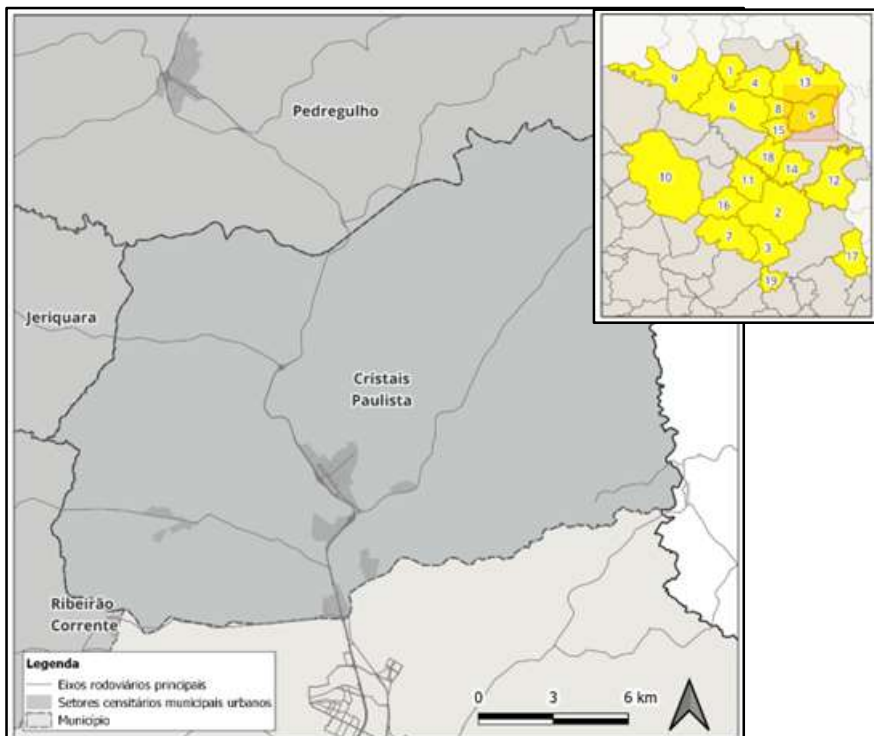 Pedregulho
Jeriquara
Cristais
Paulista
Ribeirão
Corrente
Legenda
Eixos rodoviários principais
Setores censitários municipais urbanos
Município
0 3 6 km
1
9
4
13
6
8
5
15
18
14
10
11
12
16
2
7
3
17
19